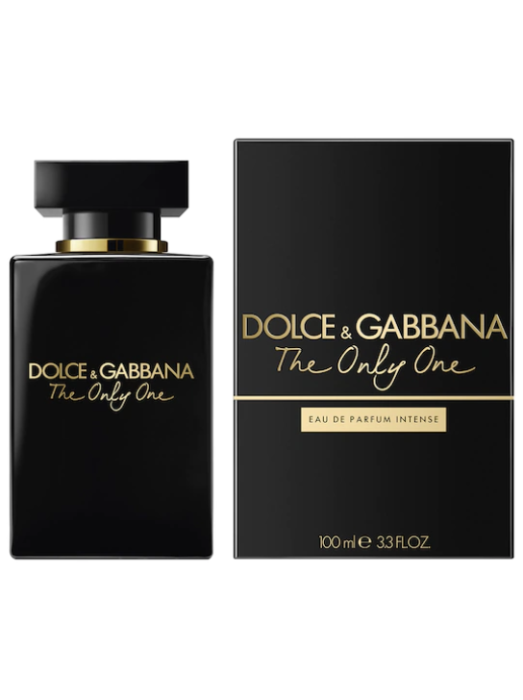 DOLCE & GABBANA
The Only One
DOLCE & GABBANA
The Only One
EAU DE PARFUM INTENSE
100 ml ℮ 3.3 FL.OZ.